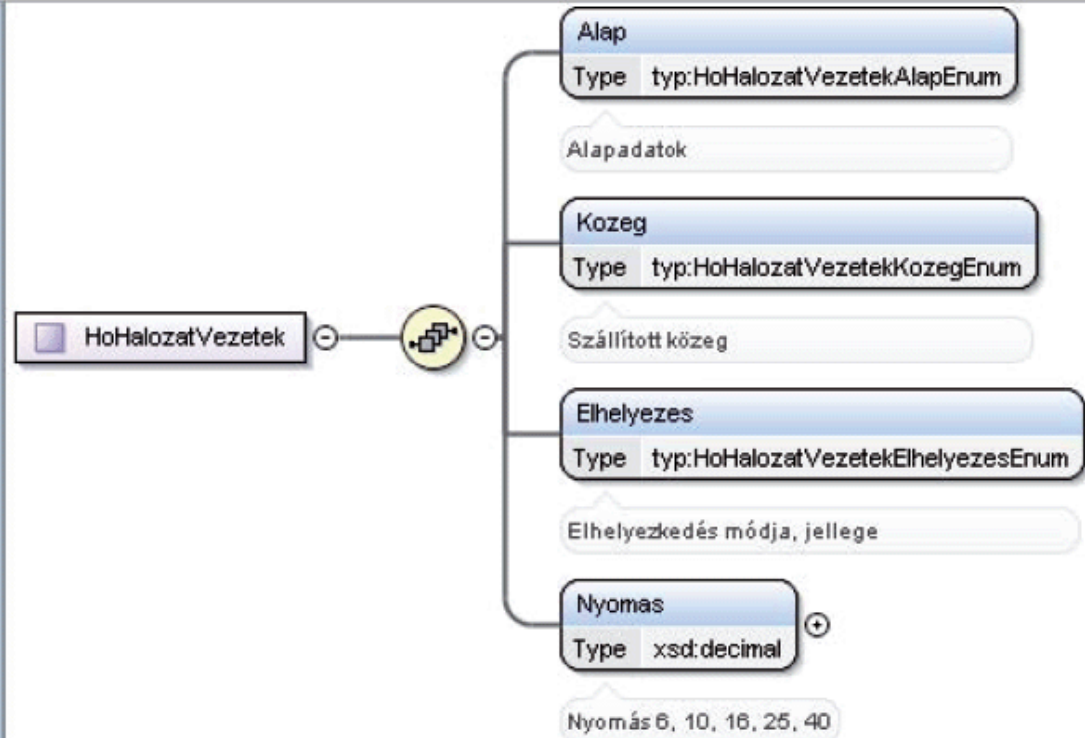 Alap
Type typ:HoHalozatVezetekAlapEnum
Alapadatok
Kozeg
Type typ:HoHalozatVezetekKozegEnum
Szállított közeg
HoHalozatVezetek
Elhelyezes
Type typ:HoHalozatVezetekElhelyezesEnum
Elhelyezkedés módja, jellege
Nyomas
Type xsd:decimal
Nyomás 6, 10, 16, 25, 40